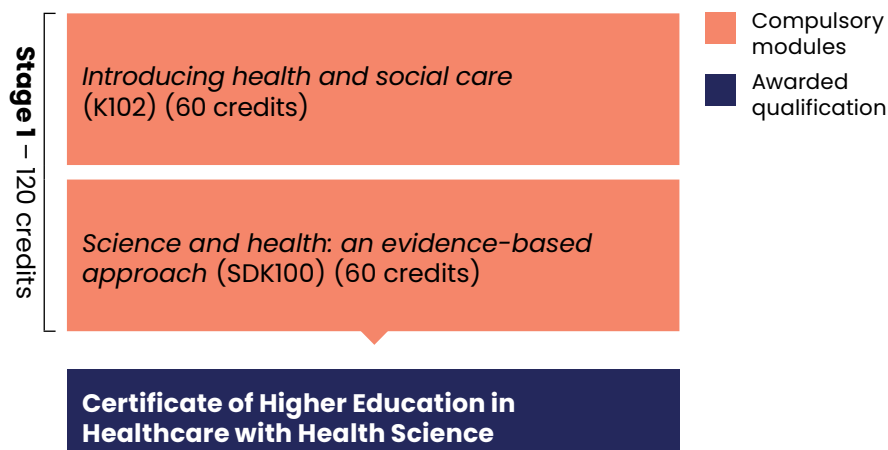 Stage 1 – 120 credits
Introducing health and social care
(K102) (60 credits)
Science and health: an evidence-based
approach (SDK100) (60 credits)
Certificate of Higher Education in
Healthcare with Health Science
Compulsory
modules
Awarded
qualification